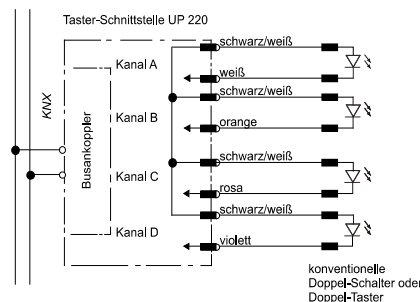 Taster-Schnittstelle UP 220
KNX
Busankoppler
Kanal A
Kanal B
Kanal C
Kanal D
schwarz/weiß
weiß
schwarz/weiß
orange
schwarz/weiß
rosa
schwarz/weiß
violett
konventionelle
Doppel-Schalter oder
Doppel-Taster